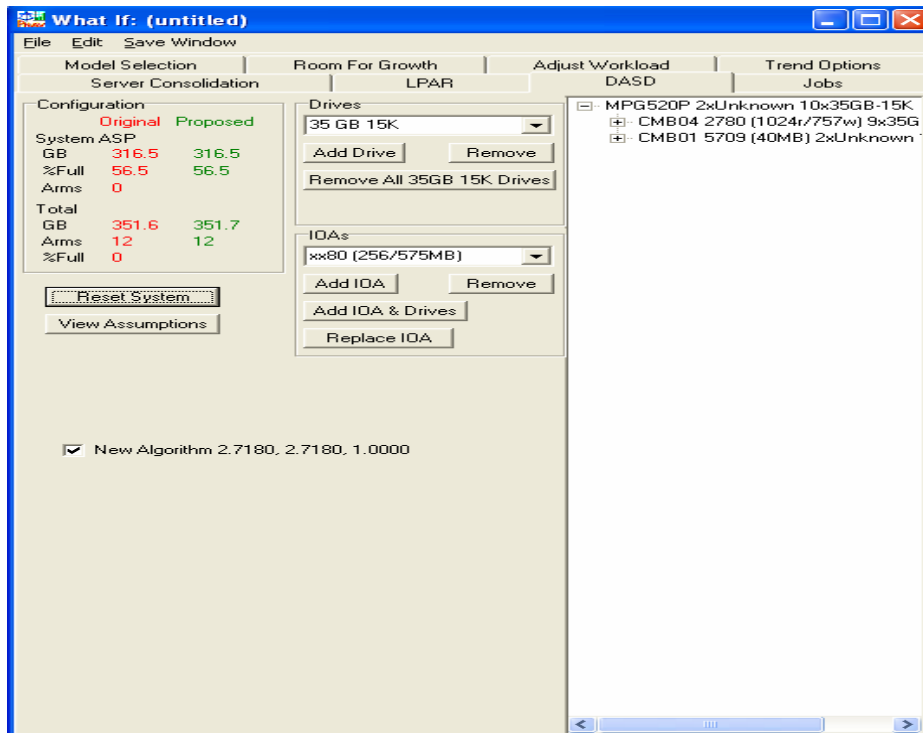 What If: (untitled)
File Edit Save Window
Model Selection Room For Growth Adjust Workload Trend Options
Server Consolidation LPAR DASD Jobs
Configuration
Original Proposed
System ASP
GB 316.5 316.5
%Full 56.5 56.5
Arms 0
Total
GB 351.6 351.7
Arms 12 12
%Full 0
Reset System
View Assumptions
New Algorithm 2.7180, 2.7180, 1.0000
Drives
35 GB 15K
Add Drive Remove
Remove All 35GB 15K Drives
IOAs
xx80 (256/575MB)
Add IOA Remove
Add IOA & Drives
Replace IOA
MPG520P 2xUnknown 10x35GB-15K
CMB04 2780 (1024r/757w) 9x35G
CMB01 5709 (40MB) 2xUnknown